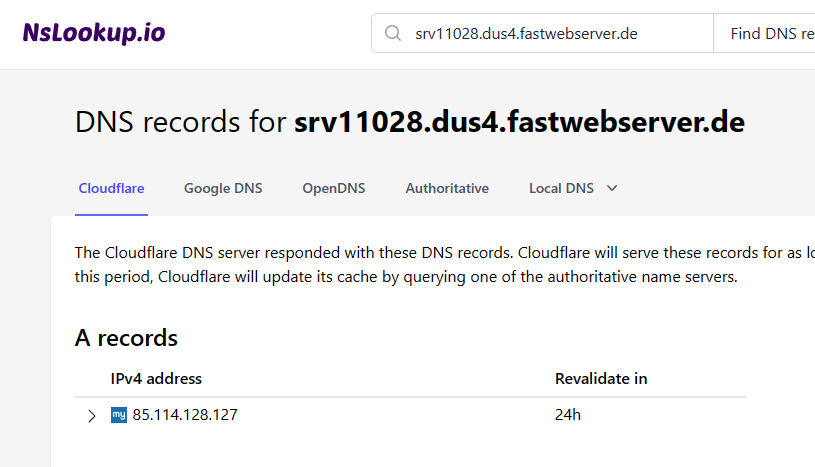 NsLookup.io
srv11028.dus4.fastwebserver.de
Find DNS re
DNS records for srv11028.dus4.fastwebserver.de
Cloudflare Google DNS OpenDNS Authoritative Local DNS
The Cloudflare DNS server responded with these DNS records. Cloudflare will serve these records for as lo
this period, Cloudflare will update its cache by querying one of the authoritative name servers.
A records
IPv4 address Revalidate in
my 85.114.128.127 24h